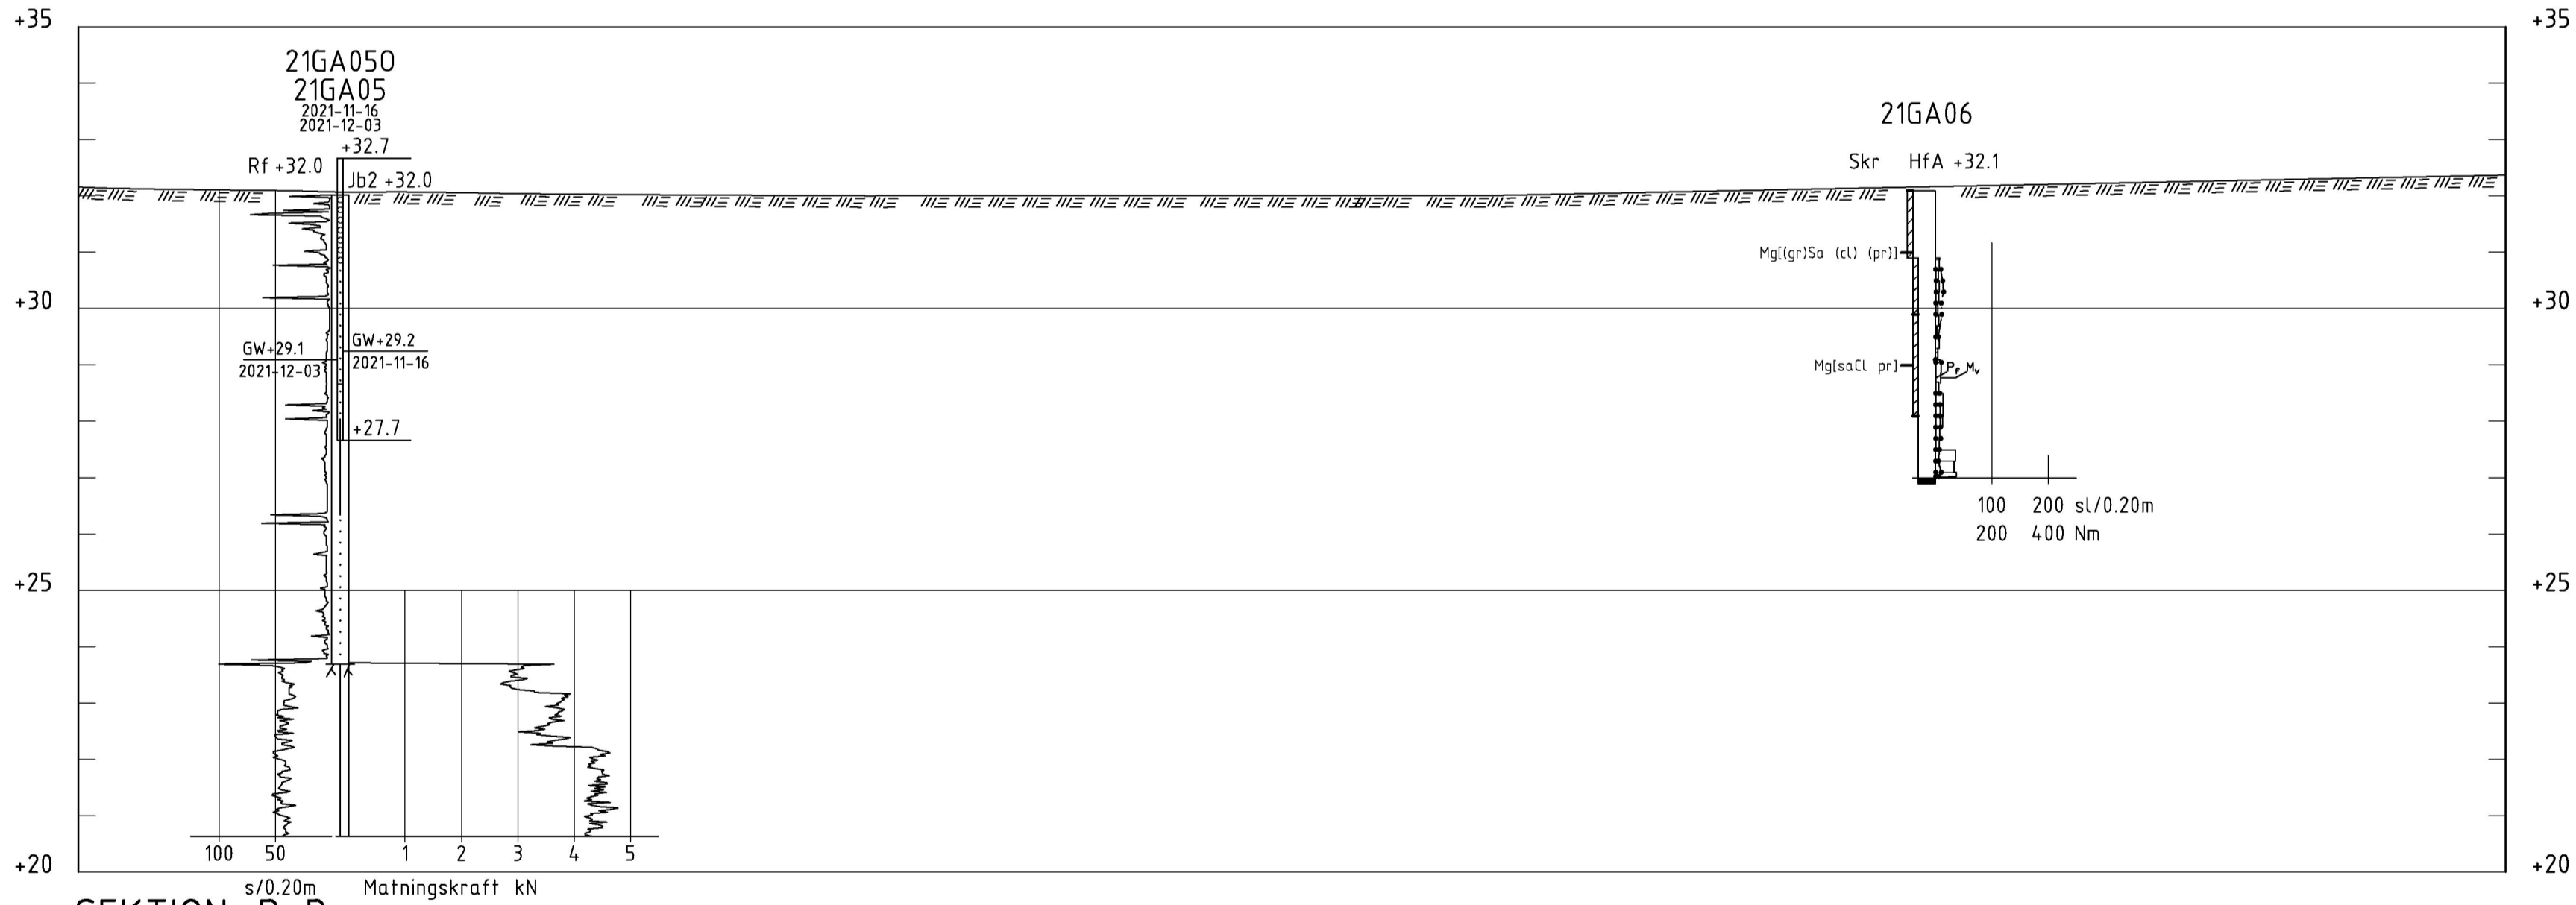 +35 +35
21GA05O
21GA05
2021-11-16
2021-12-03
+32.7
Rf +32.0
Jb2 +32.0
21GA06
Skr HfA +32.1
Mg[(gr)Sa (cl) (pr)]
+30 +30
GW+29.1
2021-12-03
GW+29.2
2021-11-16
Mg[saCl pr]
Pf Mv
+27.7
100 200 sl/0.20m
200 400 Nm
+25 +25
100 50 1 2 3 4 5
+20 +20
s/0.20m Matningskraft kN